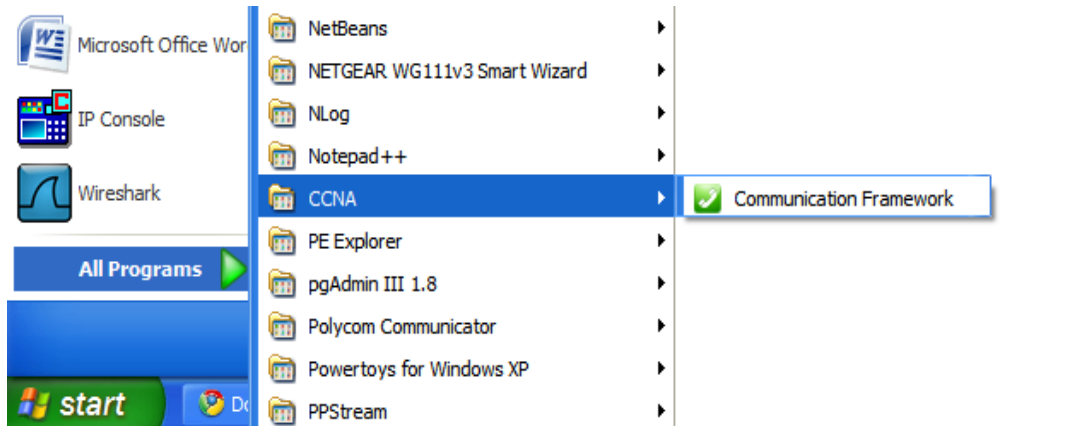 Microsoft Office Wor
IP Console
Wireshark
All Programs
start
NetBeans
NETGEAR WG111v3 Smart Wizard
NLog
Notepad++
CCNA
PE Explorer
pgAdmin III 1.8
Polycom Communicator
Powertoys for Windows XP
PPStream
Communication Framework